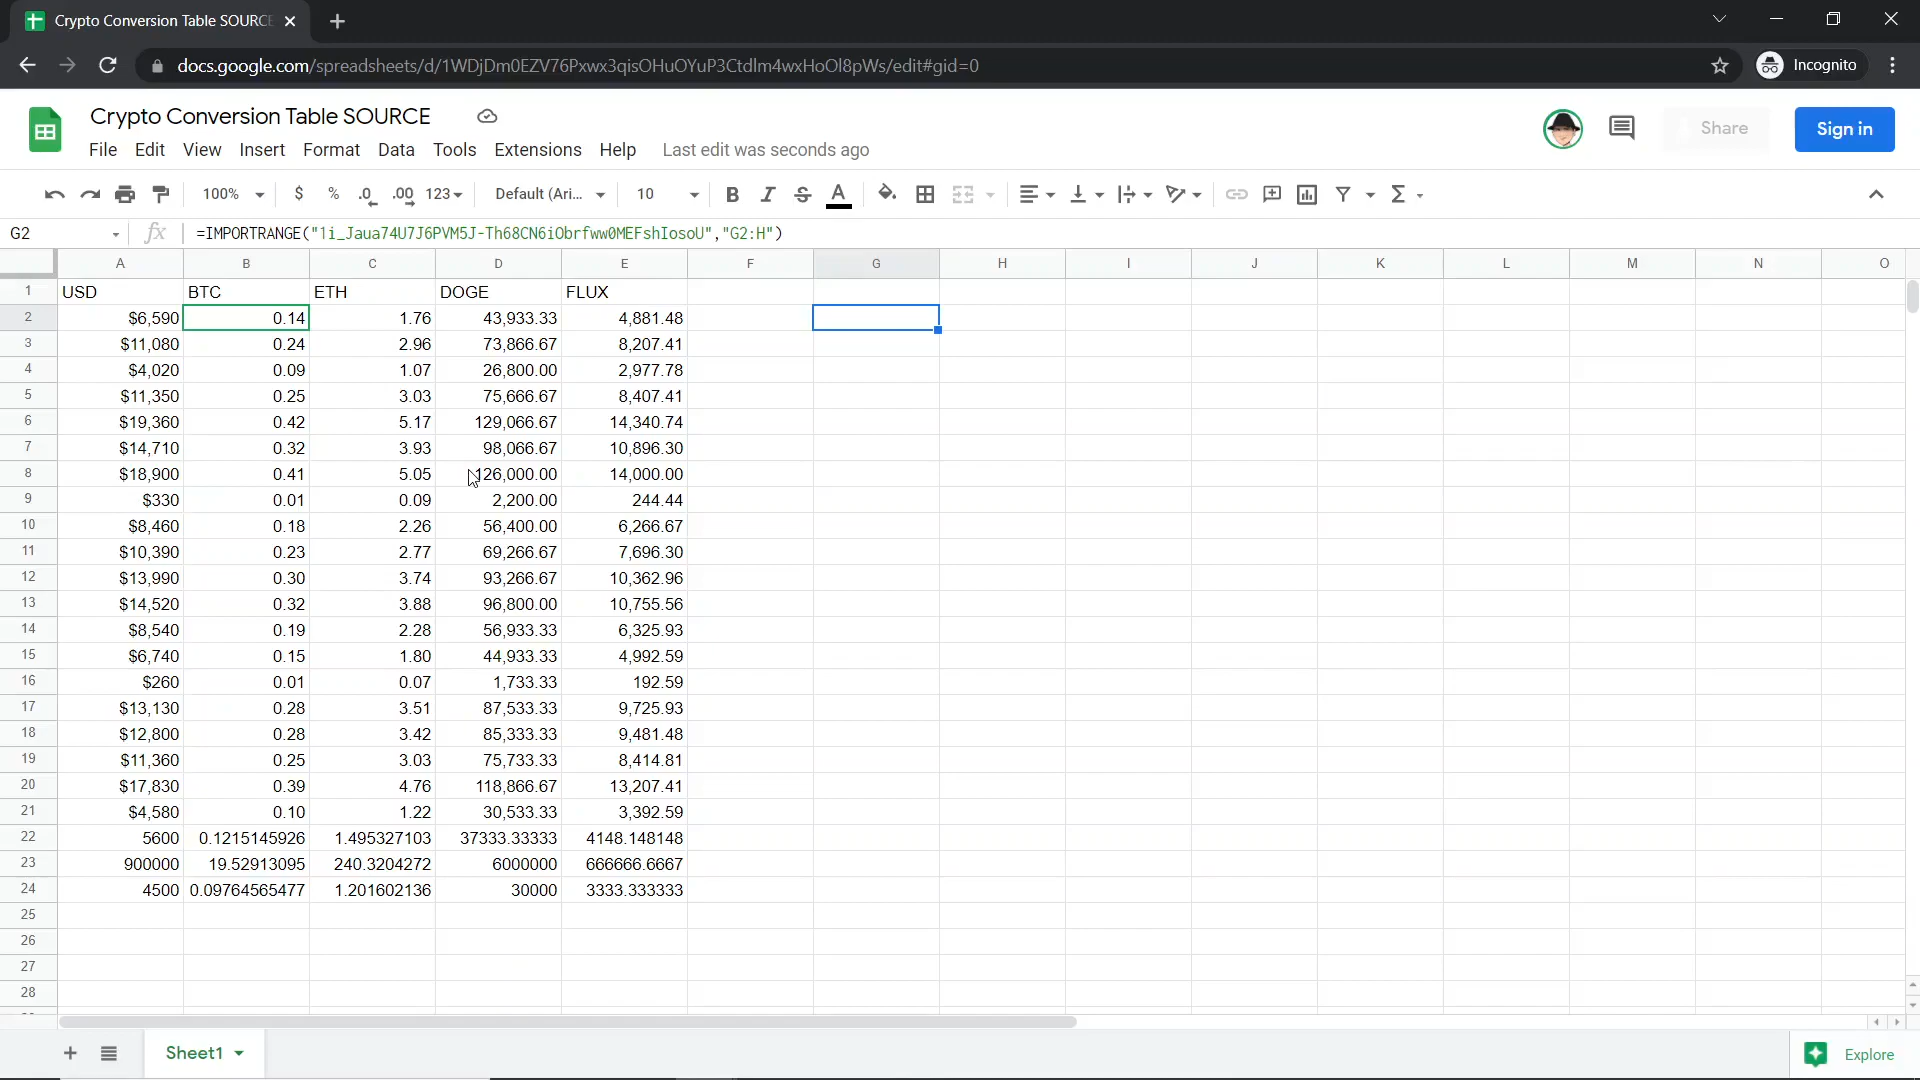 Crypto Conversion Table SOURCE
docs.google.com/spreadsheets/d/1WDjDm0EZV76Pxwx3qisOHuOYuP3Ctdlm4wxHoOl8pWs/edit#gid=0
Incognito
Crypto Conversion Table SOURCE
Share
Sign in
File Edit View Insert Format Data Tools Extensions Help Last edit was seconds ago
100% $ % .0 .00 123 Default (Ari... 10 B I S A Σ
G2 fx =IMPORTRANGE("1i_Jaua74U7J6PVM5J-Th68CN6iObrfww0MEFshIosoU","G2:H")
A B C D E F G H I J K L M N O
1 USD BTC ETH DOGE FLUX
2 $6,590 0.14 1.76 43,933.33 4,881.48
3 $11,080 0.24 2.96 73,866.67 8,207.41
4 $4,020 0.09 1.07 26,800.00 2,977.78
5 $11,350 0.25 3.03 75,666.67 8,407.41
6 $19,360 0.42 5.17 129,066.67 14,340.74
7 $14,710 0.32 3.93 98,066.67 10,896.30
8 $18,900 0.41 5.05 126,000.00 14,000.00
9 $330 0.01 0.09 2,200.00 244.44
10 $8,460 0.18 2.26 56,400.00 6,266.67
11 $10,390 0.23 2.77 69,266.67 7,696.30
12 $13,990 0.30 3.74 93,266.67 10,362.96
13 $14,520 0.32 3.88 96,800.00 10,755.56
14 $8,540 0.19 2.28 56,933.33 6,325.93
15 $6,740 0.15 1.80 44,933.33 4,992.59
16 $260 0.01 0.07 1,733.33 192.59
17 $13,130 0.28 3.51 87,533.33 9,725.93
18 $12,800 0.28 3.42 85,333.33 9,481.48
19 $11,360 0.25 3.03 75,733.33 8,414.81
20 $17,830 0.39 4.76 118,866.67 13,207.41
21 $4,580 0.10 1.22 30,533.33 3,392.59
22 5600 0.1215145926 1.495327103 37333.33333 4148.148148
23 900000 19.52913095 240.3204272 6000000 666666.6667
24 4500 0.09764565477 1.201602136 30000 3333.333333
25
26
27
28
Sheet1
Explore